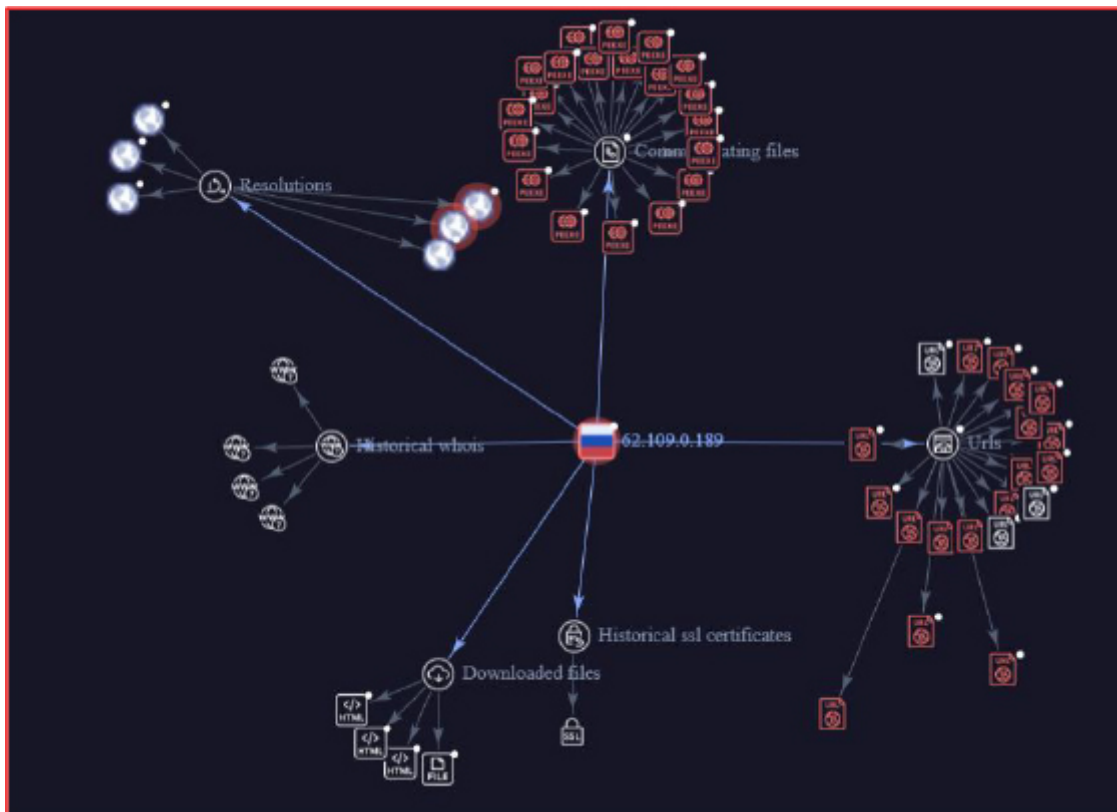 Communicating files
Resolutions
62.109.0.189
Urls
Historical whois
Historical ssl certificates
Downloaded files
HTML
HTML
HTML
FILE
SSL